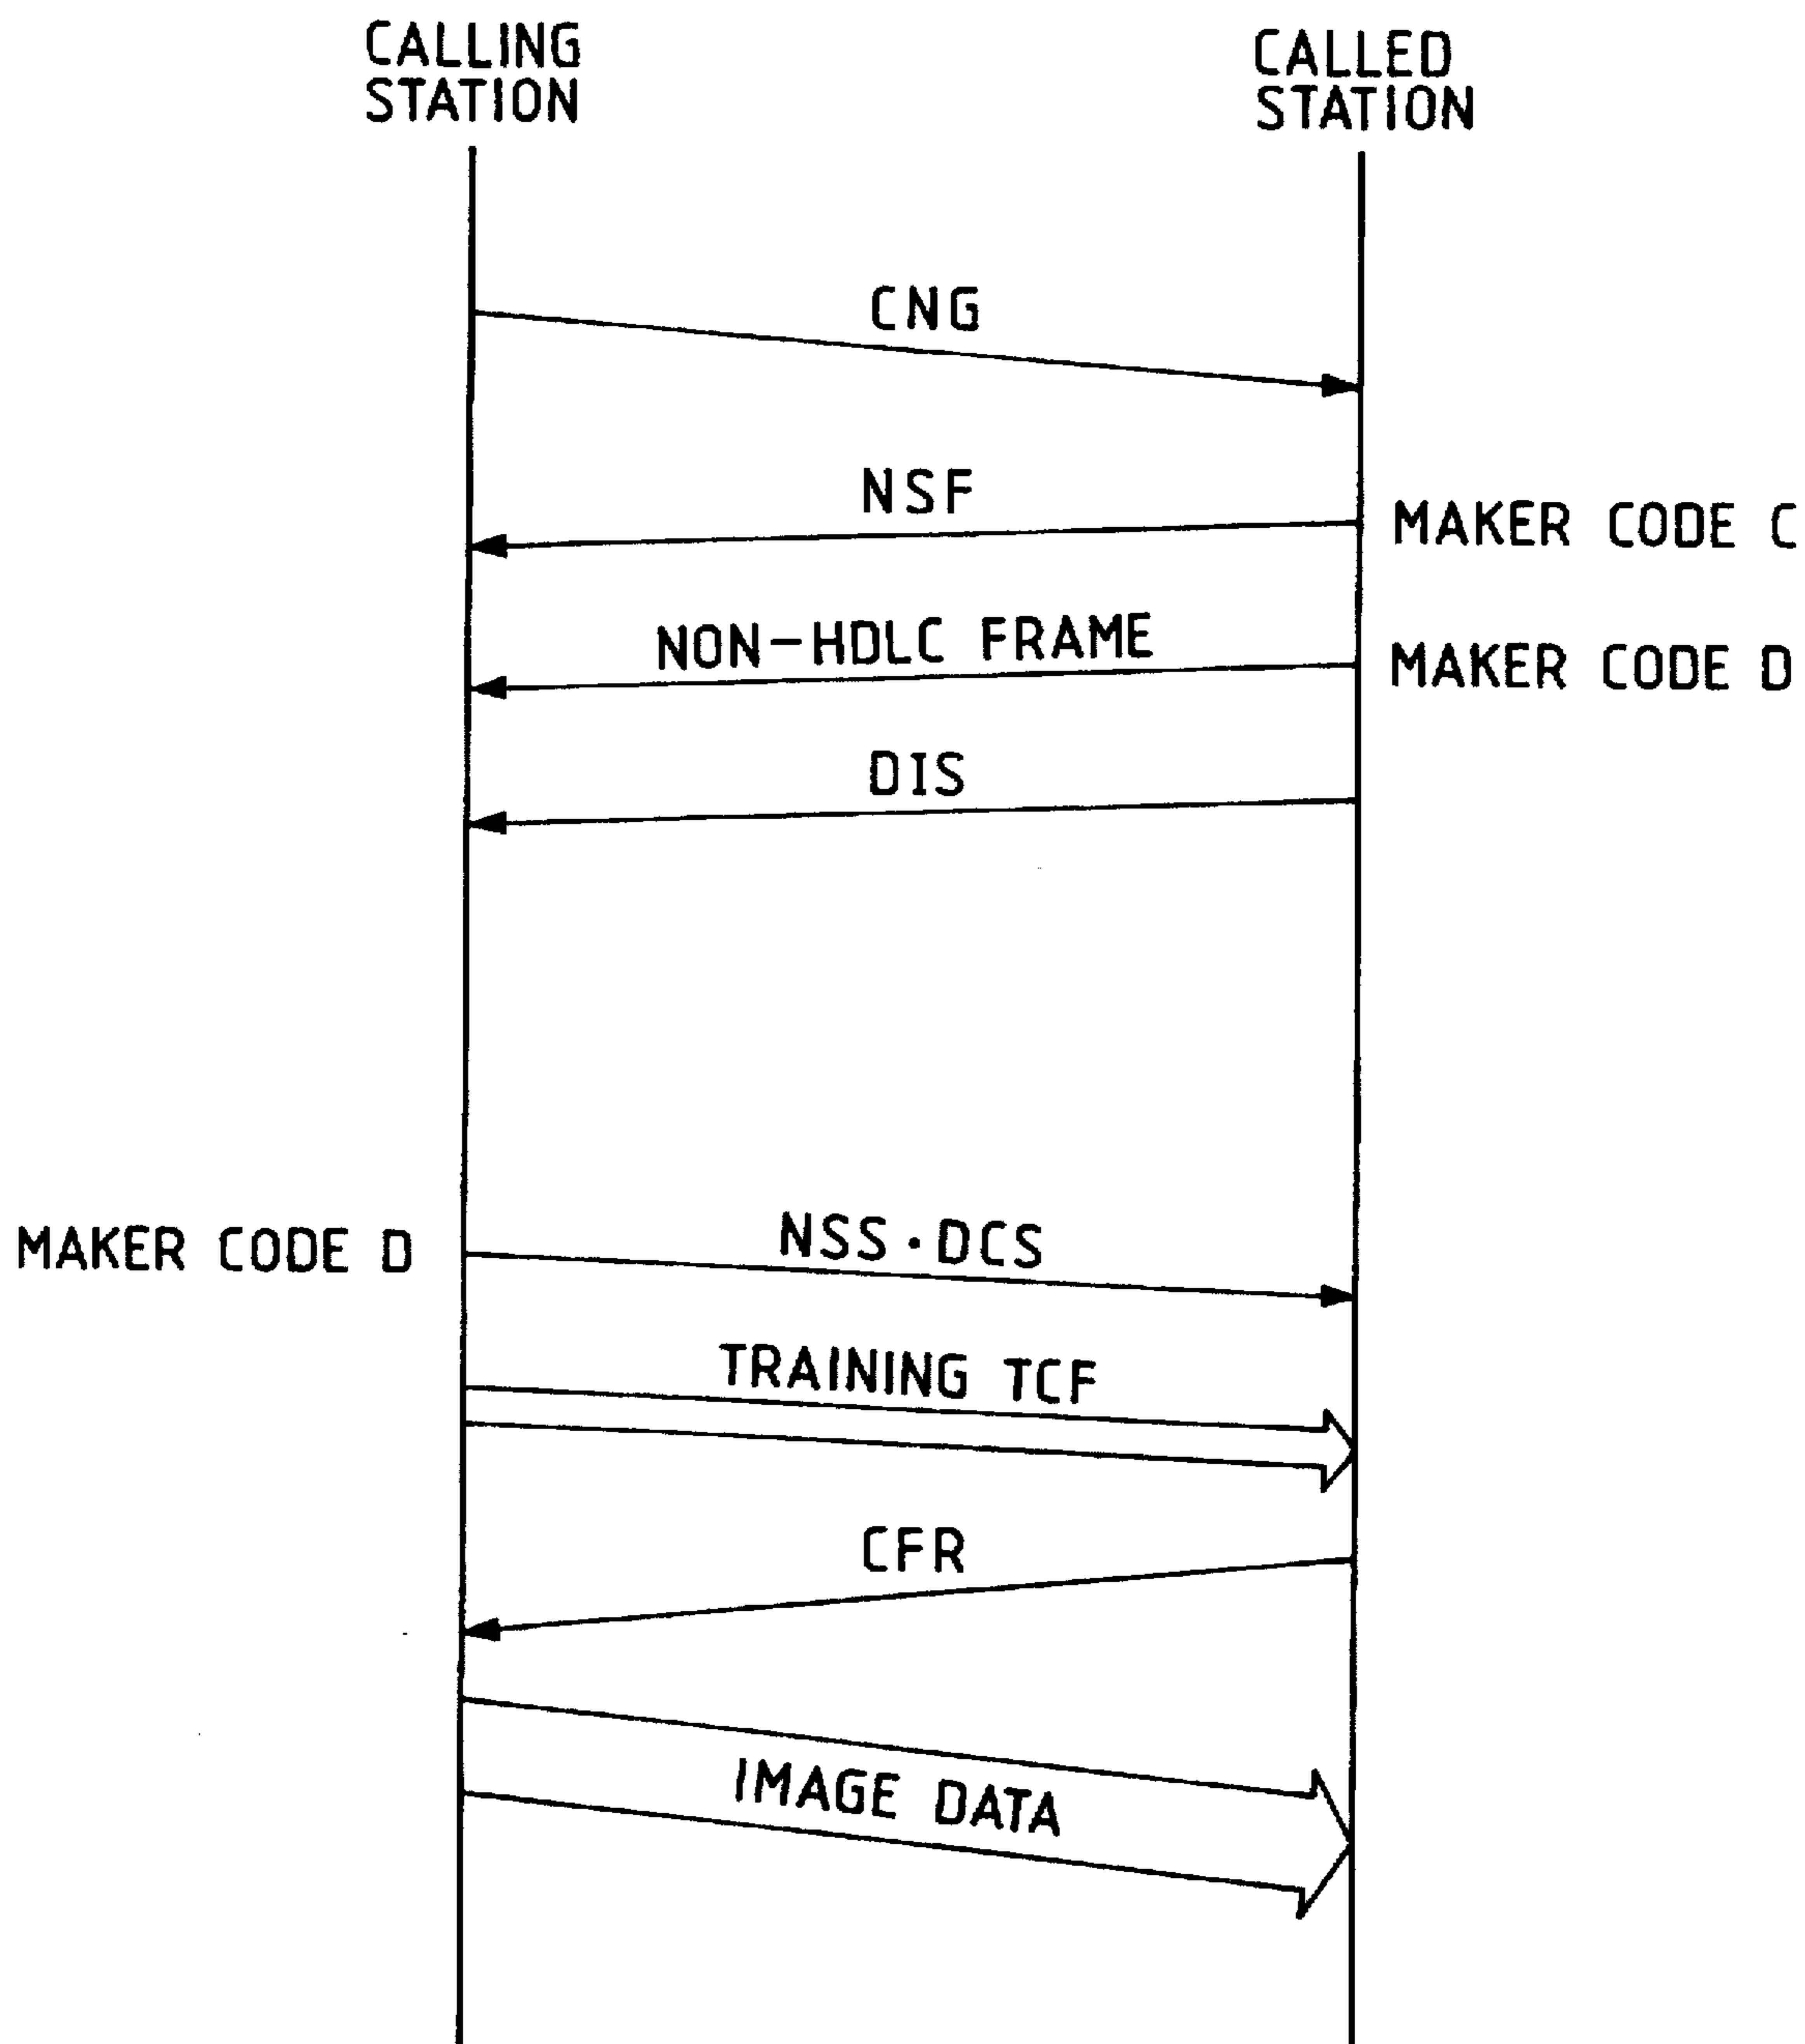 CALLING
STATION
CALLED
STATION
CNG
NSF
MAKER CODE C
NON-HDLC FRAME
MAKER CODE D
DIS
MAKER CODE D
NSS·DCS
TRAINING TCF
CFR
IMAGE DATA